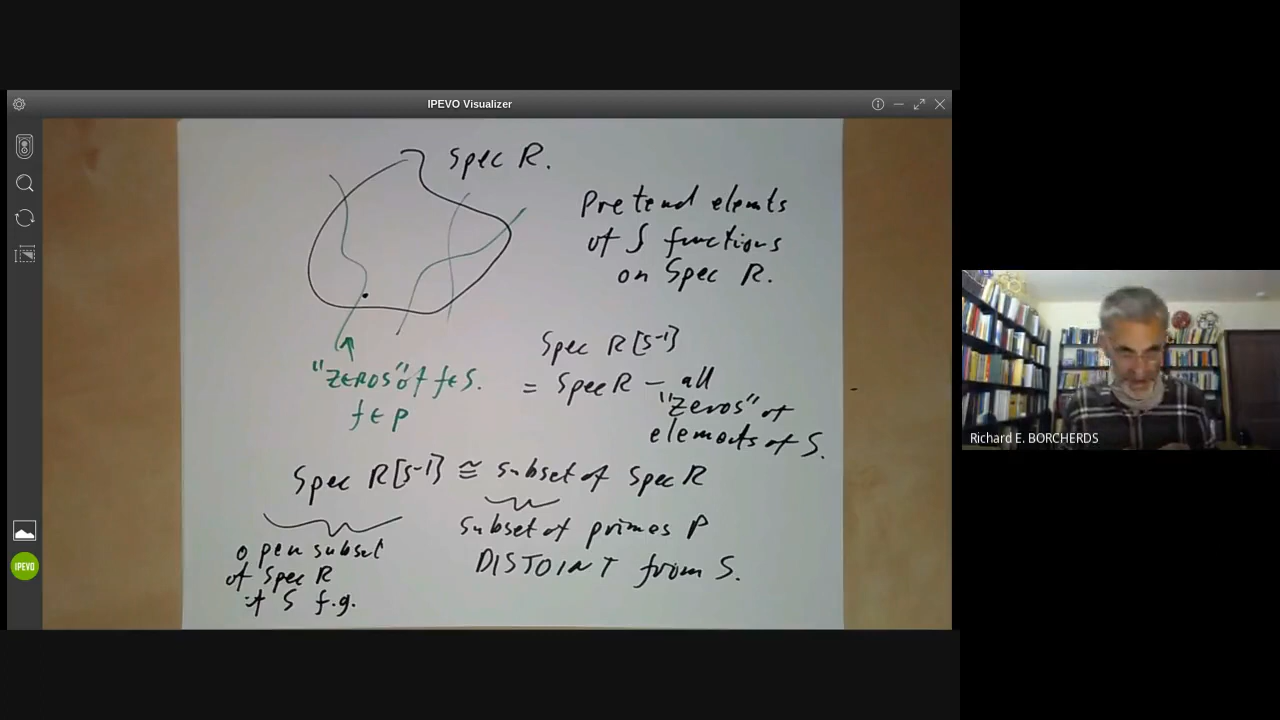 IPEVO Visualizer
Spec R.
Pretend elemts
of S functions
on Spec R.
"ZEROS" of f ∈ S.
f ∈ p
Spec R[S⁻¹]
= Spec R – all
"Zeros" of
elements of S.
Spec R[S⁻¹] ≅ subset of Spec R
open subset
of Spec R
if S f.g.
subset of primes P
DISJOINT from S.
IPEVO
Richard E. BORCHERDS